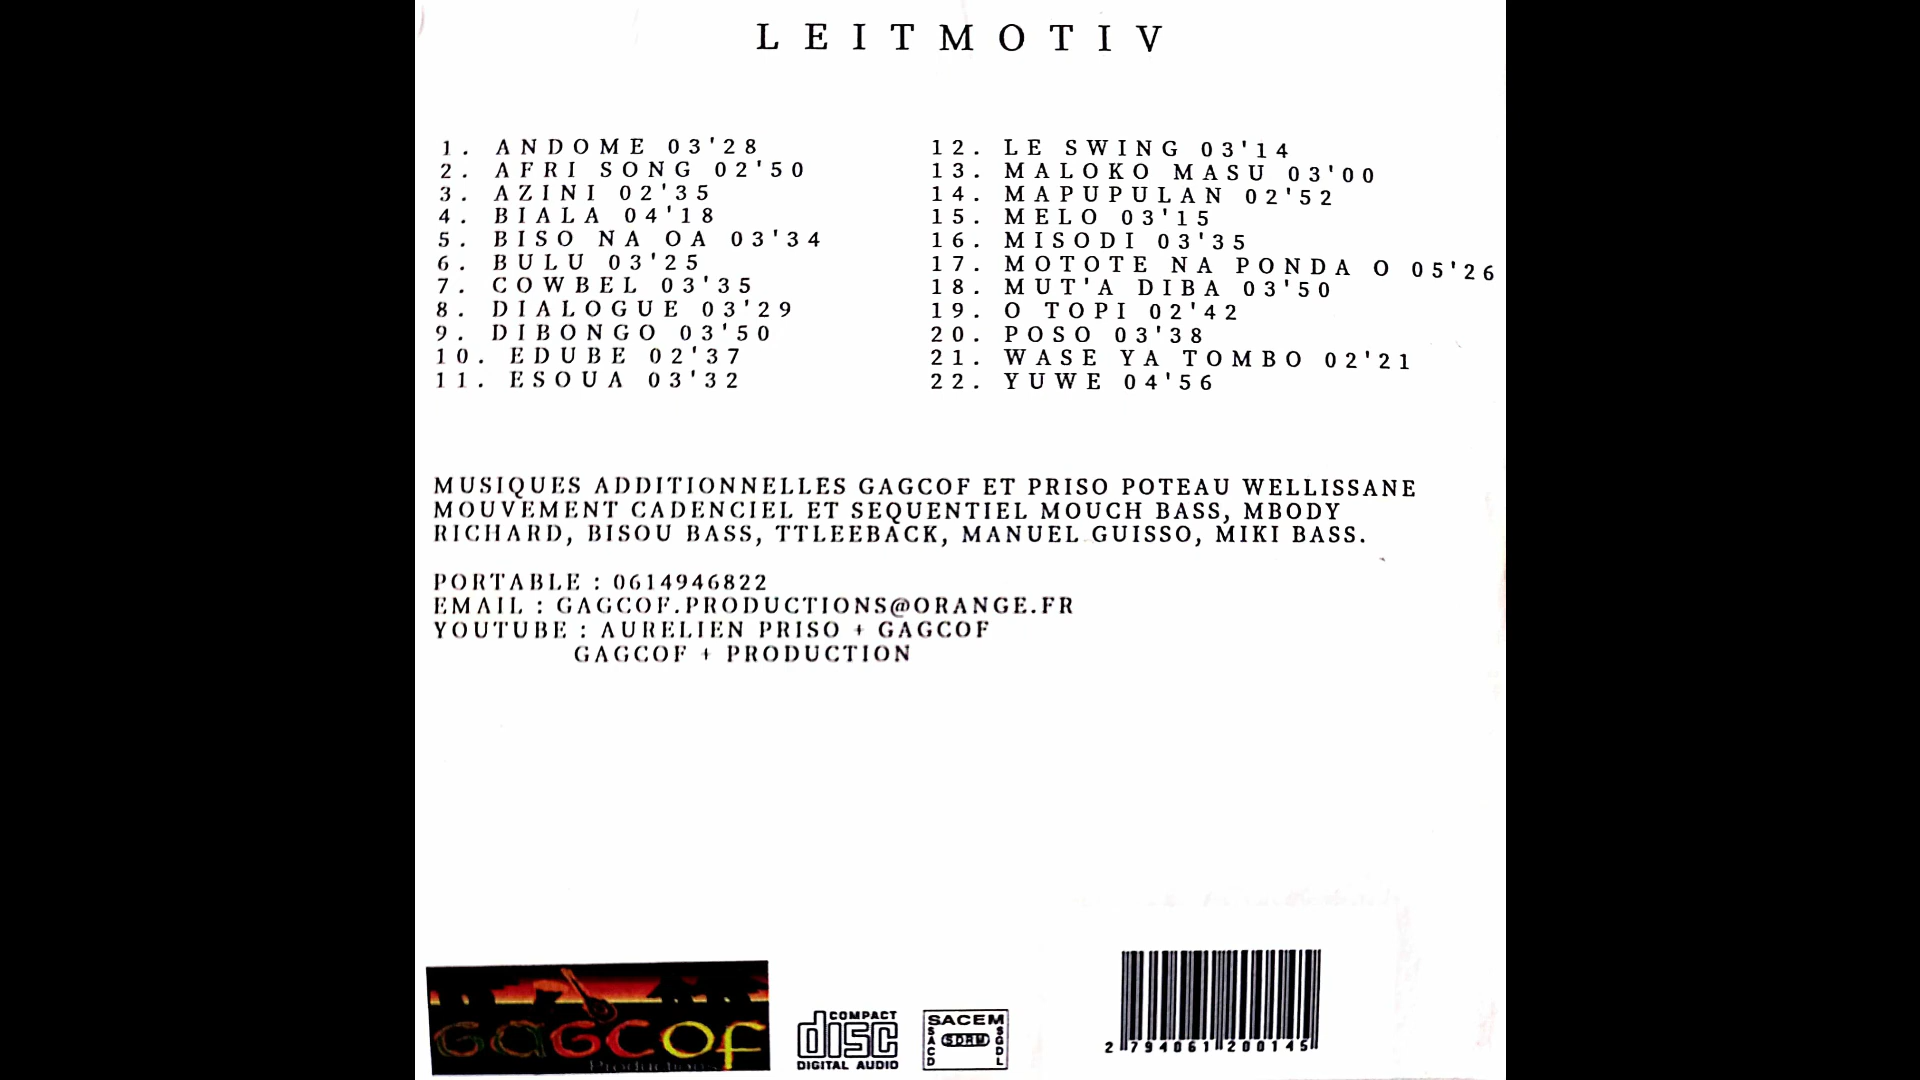 LEITMOTIV
1. ANDOME 03'28
2. AFRI SONG 02'50
3. AZINI 02'35
4. BIALA 04'18
5. BISO NA OA 03'34
6. BULU 03'25
7. COWBEL 03'35
8. DIALOGUE 03'29
9. DIBONGO 03'50
10. EDUBE 02'37
11. ESOUA 03'32
12. LE SWING 03'14
13. MALOKO MASU 03'00
14. MAPUPULAN 02'52
15. MELO 03'15
16. MISODI 03'35
17. MOTOTE NA PONDA O 05'26
18. MUT'A DIBA 03'50
19. O TOPI 02'42
20. POSO 03'38
21. WASE YA TOMBO 02'21
22. YUWE 04'56
MUSIQUES ADDITIONNELLES GAGCOF ET PRISO POTEAU WELLISSANE
MOUVEMENT CADENCIEL ET SEQUENTIEL MOUCH BASS, MBODY
RICHARD, BISOU BASS, TTLEEBACK, MANUEL GUISSO, MIKI BASS.
PORTABLE : 0614946822
EMAIL : GAGCOF.PRODUCTIONS@ORANGE.FR
YOUTUBE : AURELIEN PRISO + GAGCOF
GAGCOF + PRODUCTION
GAGCOF
Productions
COMPACT
disc
DIGITAL AUDIO
SACEM
SACD
SDRM
SGDL
2 794061 200145